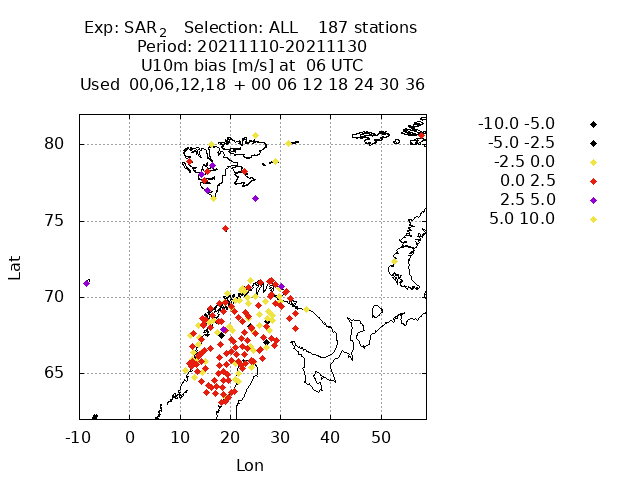 Exp: SAR2 Selection: ALL 187 stations
Period: 20211110-20211130
U10m bias [m/s] at 06 UTC
Used 00,06,12,18 + 00 06 12 18 24 30 36
-10.0 -5.0
-5.0 -2.5
-2.5 0.0
0.0 2.5
2.5 5.0
5.0 10.0
80
75
70
65
Lat
-10 0 10 20 30 40 50
Lon